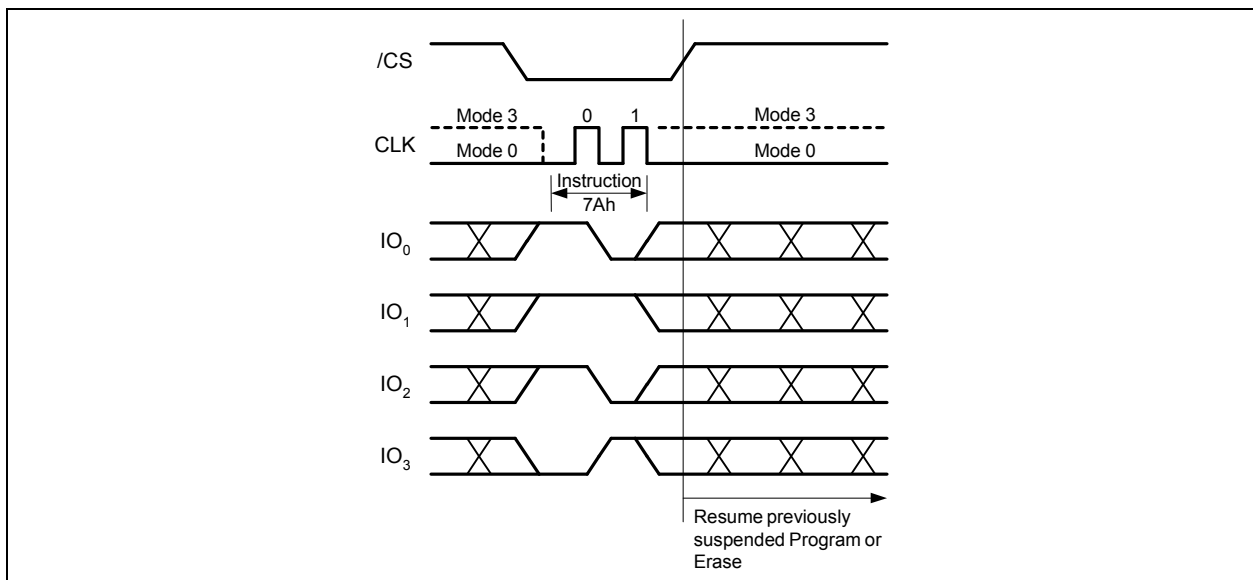 /CS
Mode 3 0 1 Mode 3
CLK
Mode 0 Mode 0
Instruction
7Ah
IO0
IO1
IO2
IO3
Resume previously
suspended Program or
Erase